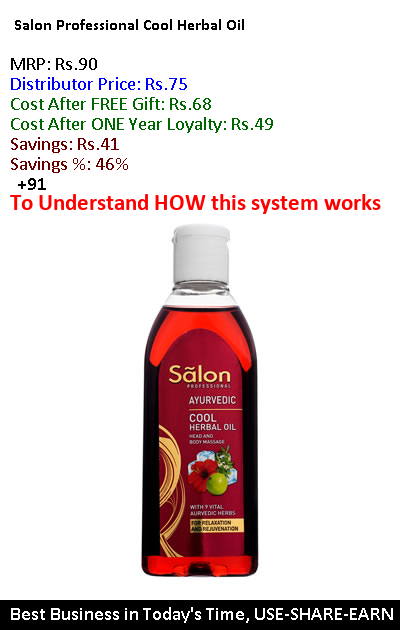 Salon Professional Cool Herbal Oil
MRP: Rs.90
Distributor Price: Rs.75
Cost After FREE Gift: Rs.68
Cost After ONE Year Loyalty: Rs.49
Savings: Rs.41
Savings %: 46%
+91
To Understand HOW this system works
Sãlon
PROFESSIONAL
AYURVEDIC
COOL
HERBAL OIL
HEAD AND
BODY MASSAGE
WITH 9 VITAL
AURVEDIC HERBS
FOR RELAXATION
AND REJUVENATION
Best Business in Today's Time, USE-SHARE-EARN